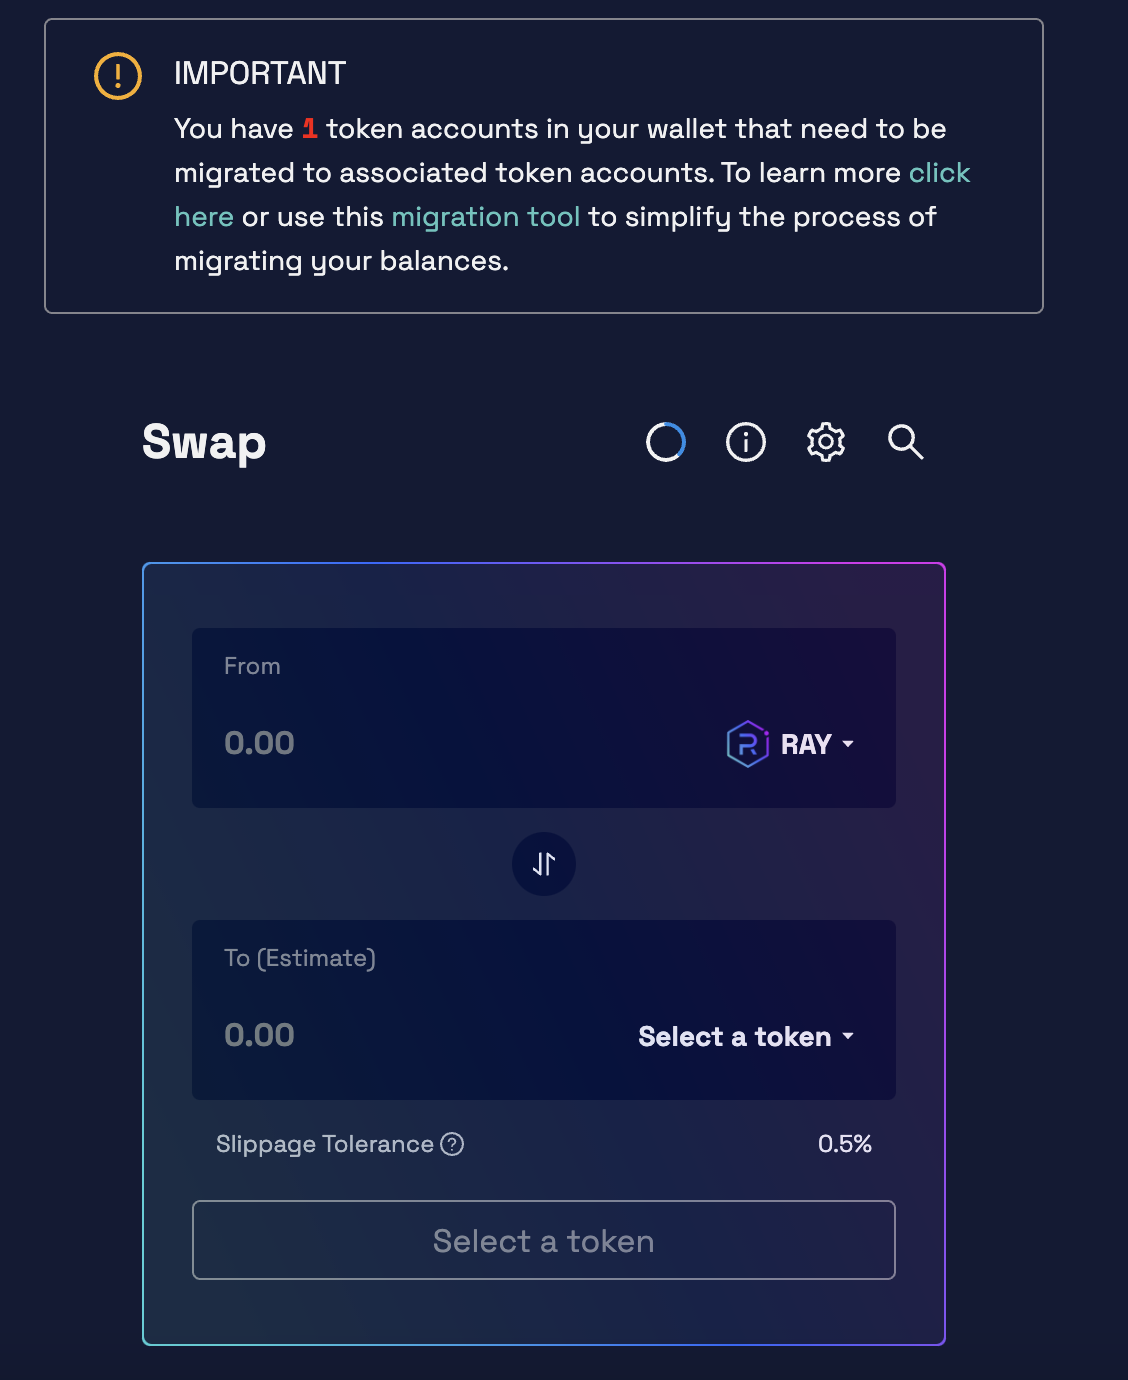 IMPORTANT
You have 1 token accounts in your wallet that need to be
migrated to associated token accounts. To learn more click
here or use this migration tool to simplify the process of
migrating your balances.
Swap
From
0.00
RAY
To (Estimate)
0.00
Select a token
Slippage Tolerance
0.5%
Select a token